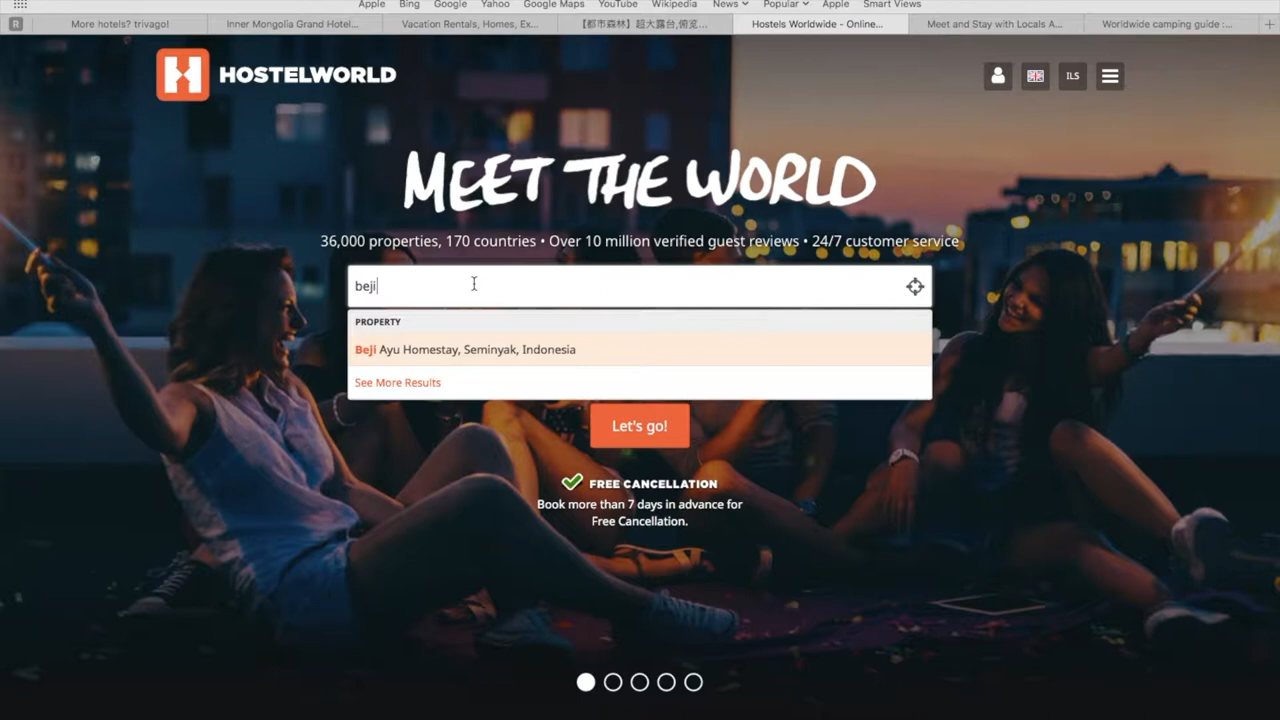 Apple Bing Google Yahoo Google Maps YouTube Wikipedia News Popular Apple Smart Views
R More hotels? trivago! Inner Mongolia Grand Hotel... Vacation Rentals, Homes, Ex... 【都市森林】超大露台,俯览... Hostels Worldwide - Online... Meet and Stay with Locals A... Worldwide camping guide :...
HOSTELWORLD
ILS
MEET THE WORLD
36,000 properties, 170 countries • Over 10 million verified guest reviews • 24/7 customer service
beji
PROPERTY
Beji Ayu Homestay, Seminyak, Indonesia
See More Results
Let's go!
FREE CANCELLATION
Book more than 7 days in advance for
Free Cancellation.